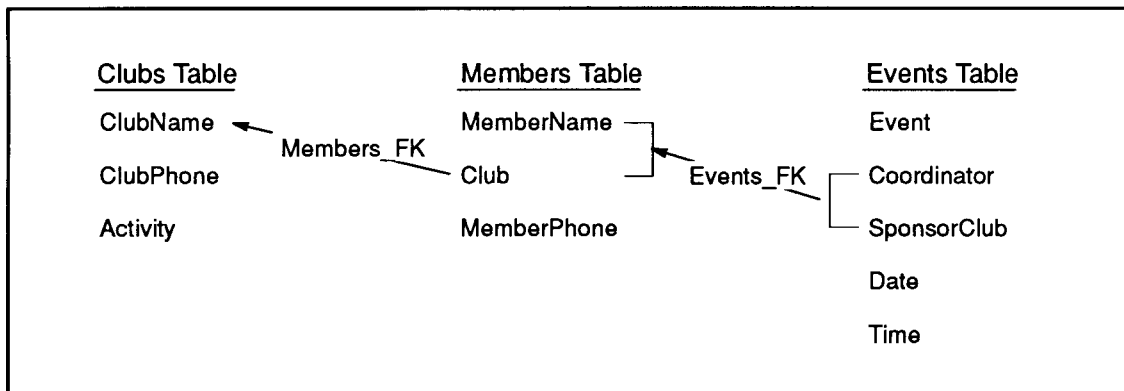 Clubs Table Members Table Events Table
ClubName MemberName Event
Members_FK
ClubPhone Club Events_FK Coordinator
Activity MemberPhone SponsorClub
Date
Time